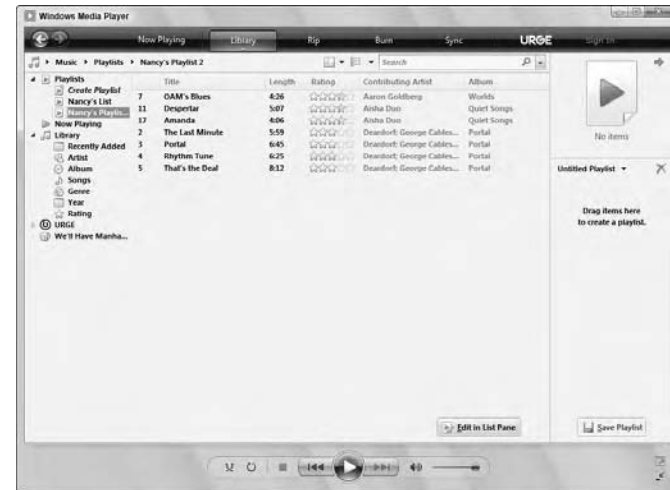 Windows Media Player
Now Playing Library Rip Burn Sync URGE Sign In
Music Playlists Nancy's Playlist 2 Search
Playlists
Create Playlist
Nancy's List
Nancy's Playlis...
Now Playing
Library
Recently Added
Artist
Album
Songs
Genre
Year
Rating
URGE
We'll Have Manha...
Title Length Rating Contributing Artist Album
7 OAM's Blues 4:26 Aaron Goldberg Worlds
11 Despertar 5:07 Aisha Duo Quiet Songs
17 Amanda 4:06 Aisha Duo Quiet Songs
2 The Last Minute 5:59 Deardorf; George Cables... Portal
3 Portal 6:45 Deardorf; George Cables... Portal
4 Rhythm Tune 6:25 Deardorf; George Cables... Portal
5 That's the Deal 8:12 Deardorf; George Cables... Portal
Edit in List Pane
No items
Untitled Playlist
Drag items here
to create a playlist.
Save Playlist